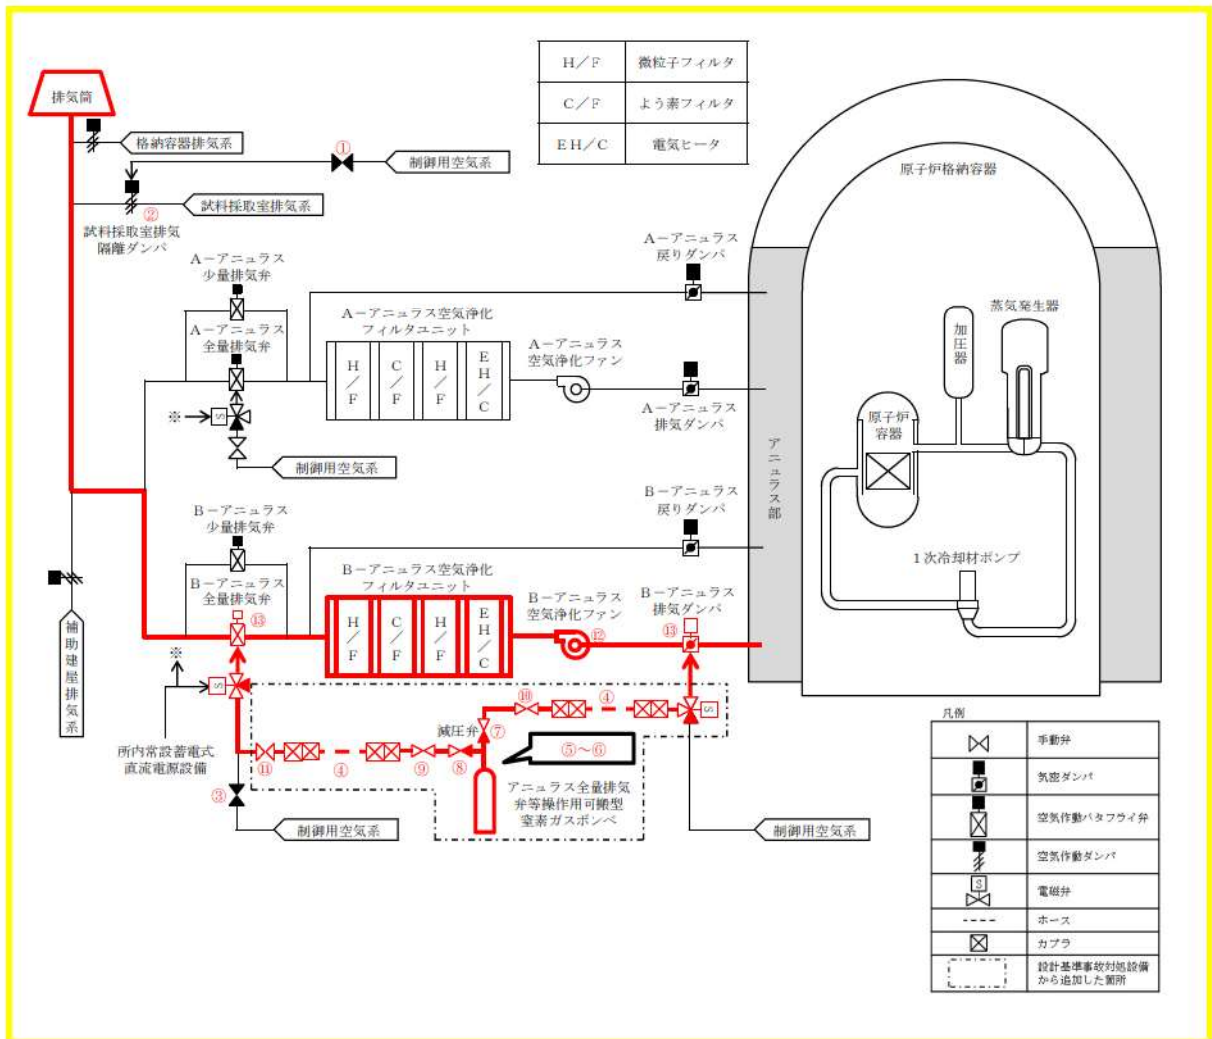 H/F 微粒子フィルタ
C/F よう素フィルタ
EH/C 電気ヒータ
排気筒
格納容器排気系
①
制御用空気系
②
試料採取室排気系
試料採取室排気
隔離ダンパ
原子炉格納容器
A-アニュラス
戻りダンパ
A-アニュラス
少量排気弁
A-アニュラス
全量排気弁
A-アニュラス空気浄化
フィルタユニット
H/F
C/F
H/F
EH/C
A-アニュラス
空気浄化ファン
A-アニュラス
排気ダンパ
※
S
制御用空気系
蒸気発生器
加圧器
原子炉
容器
アニュラス部
1次冷却材ポンプ
B-アニュラス
戻りダンパ
B-アニュラス
少量排気弁
B-アニュラス
全量排気弁
⑬
B-アニュラス空気浄化
フィルタユニット
H/F
C/F
H/F
EH/C
B-アニュラス
空気浄化ファン
⑫
B-アニュラス
排気ダンパ
⑬
補助建屋排気系
※
S
所内常設蓄電式
直流電源設備
③
制御用空気系
⑪
④
⑨
⑧
減圧弁
⑦
⑩
④
S
⑤~⑥
アニュラス全量排気
弁等操作用可搬型
窒素ガスボンベ
制御用空気系
凡例
手動弁
気密ダンパ
空気作動バタフライ弁
空気作動ダンパ
S
電磁弁
ホース
カプラ
設計基準事故対処設備
から追加した箇所